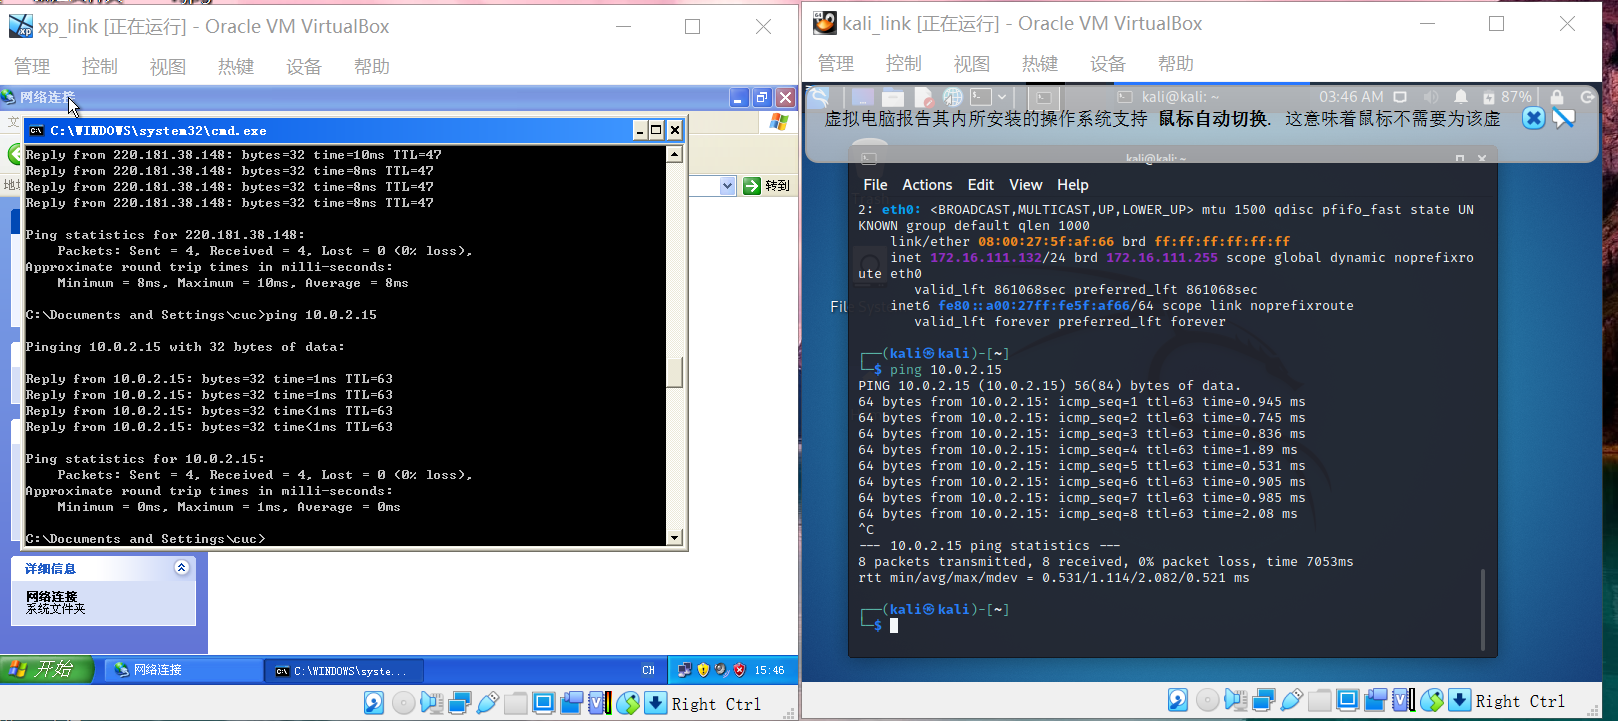 xp_link [正在运行] - Oracle VM VirtualBox
管理 控制 视图 热键 设备 帮助
网络连接
C:\WINDOWS\system32\cmd.exe
Reply from 220.181.38.148: bytes=32 time=10ms TTL=47
Reply from 220.181.38.148: bytes=32 time=8ms TTL=47
Reply from 220.181.38.148: bytes=32 time=8ms TTL=47
Reply from 220.181.38.148: bytes=32 time=8ms TTL=47
Ping statistics for 220.181.38.148:
Packets: Sent = 4, Received = 4, Lost = 0 (0% loss),
Approximate round trip times in milli-seconds:
Minimum = 8ms, Maximum = 10ms, Average = 8ms
C:\Documents and Settings\cuc>ping 10.0.2.15
Pinging 10.0.2.15 with 32 bytes of data:
Reply from 10.0.2.15: bytes=32 time=1ms TTL=63
Reply from 10.0.2.15: bytes=32 time=1ms TTL=63
Reply from 10.0.2.15: bytes=32 time<1ms TTL=63
Reply from 10.0.2.15: bytes=32 time<1ms TTL=63
Ping statistics for 10.0.2.15:
Packets: Sent = 4, Received = 4, Lost = 0 (0% loss),
Approximate round trip times in milli-seconds:
Minimum = 0ms, Maximum = 1ms, Average = 0ms
C:\Documents and Settings\cuc>
转到
详细信息
网络连接
系统文件夹
开始 网络连接 C:\WINDOWS\syste... CH 15:46
Right Ctrl
kali_link [正在运行] - Oracle VM VirtualBox
管理 控制 视图 热键 设备 帮助
kali@kali: ~ 03:46 AM 87%
虚拟电脑报告其内所安装的操作系统支持 鼠标自动切换. 这意味着鼠标不需要为该虚
kali@kali: ~
File Actions Edit View Help
2: eth0: <BROADCAST,MULTICAST,UP,LOWER_UP> mtu 1500 qdisc pfifo_fast state UN
KNOWN group default qlen 1000
link/ether 08:00:27:5f:af:66 brd ff:ff:ff:ff:ff:ff
inet 172.16.111.132/24 brd 172.16.111.255 scope global dynamic noprefixro
ute eth0
valid_lft 861068sec preferred_lft 861068sec
inet6 fe80::a00:27ff:fe5f:af66/64 scope link noprefixroute
valid_lft forever preferred_lft forever
┌──(kali㉿kali)-[~]
└─$ ping 10.0.2.15
PING 10.0.2.15 (10.0.2.15) 56(84) bytes of data.
64 bytes from 10.0.2.15: icmp_seq=1 ttl=63 time=0.945 ms
64 bytes from 10.0.2.15: icmp_seq=2 ttl=63 time=0.745 ms
64 bytes from 10.0.2.15: icmp_seq=3 ttl=63 time=0.836 ms
64 bytes from 10.0.2.15: icmp_seq=4 ttl=63 time=1.89 ms
64 bytes from 10.0.2.15: icmp_seq=5 ttl=63 time=0.531 ms
64 bytes from 10.0.2.15: icmp_seq=6 ttl=63 time=0.905 ms
64 bytes from 10.0.2.15: icmp_seq=7 ttl=63 time=0.985 ms
64 bytes from 10.0.2.15: icmp_seq=8 ttl=63 time=2.08 ms
^C
--- 10.0.2.15 ping statistics ---
8 packets transmitted, 8 received, 0% packet loss, time 7053ms
rtt min/avg/max/mdev = 0.531/1.114/2.082/0.521 ms
┌──(kali㉿kali)-[~]
└─$
Right Ctrl